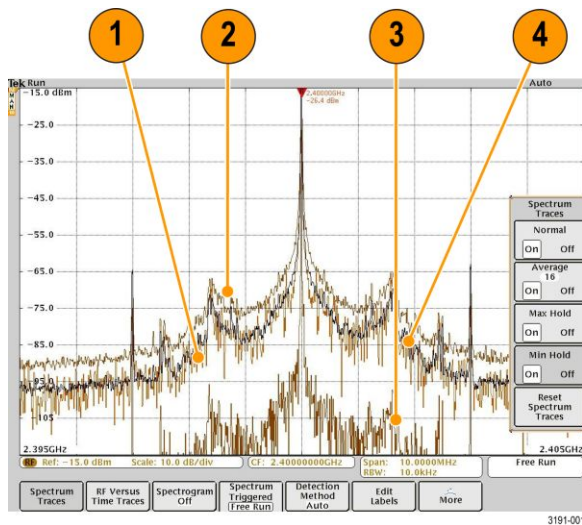 1 2 3 4
Tek Run Auto
-15.0 dBm
2.40000GHz
-26.4 dBm
-25.0
-35.0
-45.0
-55.0
-65.0
-75.0
-85.0
-95.0
-105
2.395GHz 2.405GHz
Spectrum
Traces
Normal
On Off
Average
16
On Off
Max Hold
On Off
Min Hold
On Off
Reset
Spectrum
Traces
RF Ref: -15.0 dBm Scale: 10.0 dB/div CF: 2.40000000GHz Span: 10.0000MHz Free Run
RBW: 10.0kHz
Spectrum
Traces
RF Versus
Time Traces
Spectrogram
Off
Spectrum
Triggered
Free Run
Detection
Method
Auto
Edit
Labels
More
3191-001